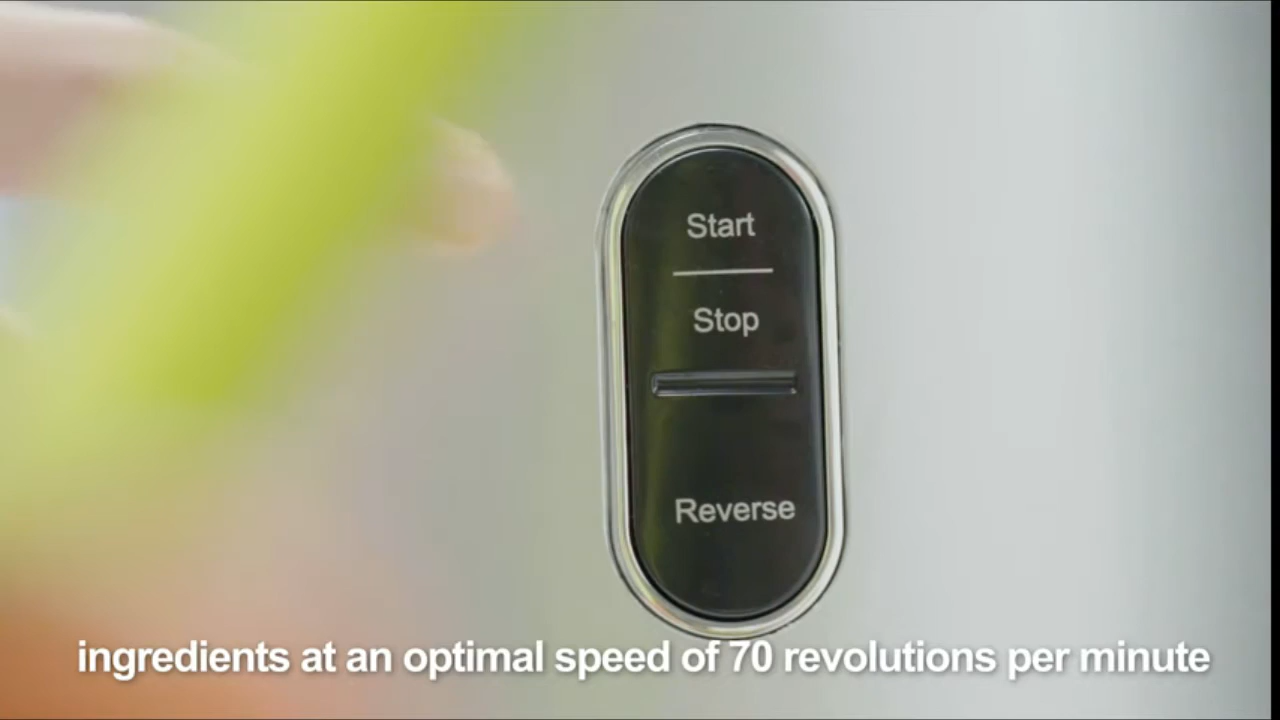 Start
Stop
Reverse
ingredients at an optimal speed of 70 revolutions per minute